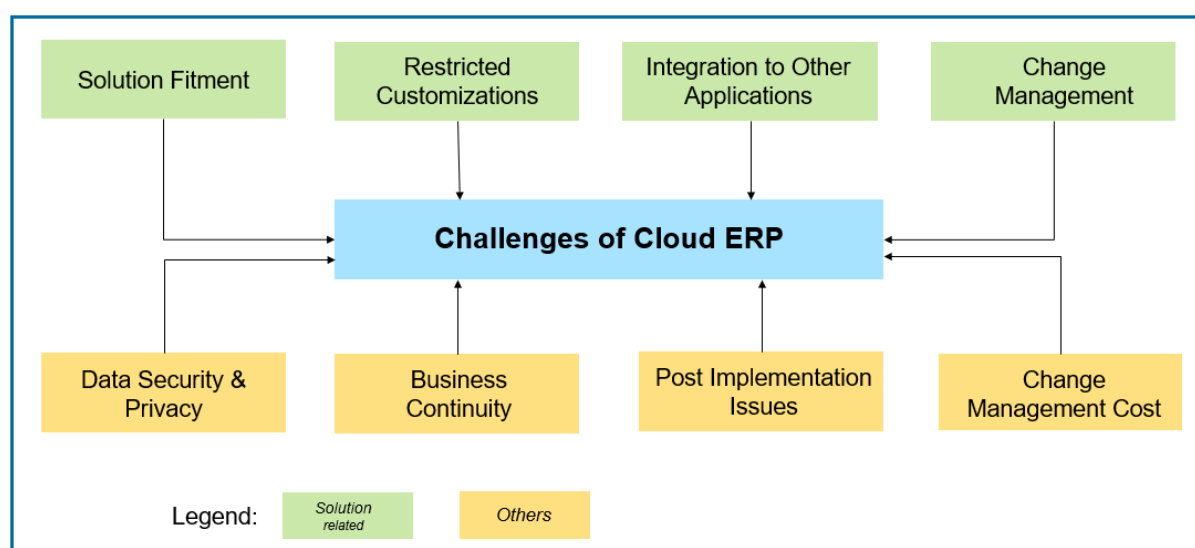 Solution Fitment
Restricted
Customizations
Integration to Other
Applications
Change
Management
Challenges of Cloud ERP
Data Security &
Privacy
Business
Continuity
Post Implementation
Issues
Change
Management Cost
Legend:
Solution
related
Others